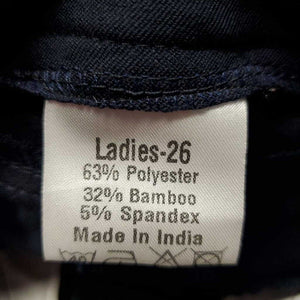 Ladies-26
63% Polyester
32% Bamboo
5% Spandex
Made In India